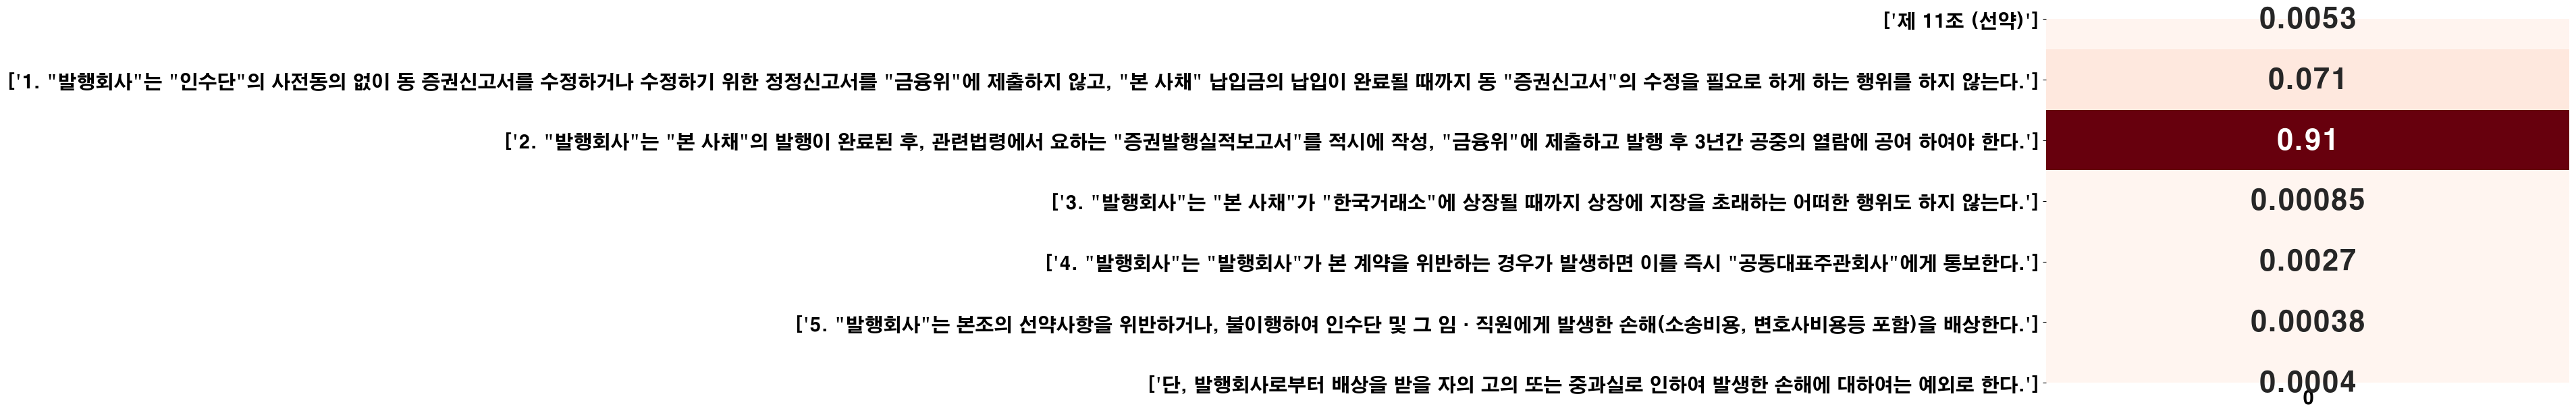 ['제 11조 (선약)'] 0.0053
['1. "발행회사"는 "인수단"의 사전동의 없이 동 증권신고서를 수정하거나 수정하기 위한 정정신고서를 "금융위"에 제출하지 않고, "본 사채" 납입금의 납입이 완료될 때까지 동 "증권신고서"의 수정을 필요로 하게 하는 행위를 하지 않는다.'] 0.071
['2. "발행회사"는 "본 사채"의 발행이 완료된 후, 관련법령에서 요하는 "증권발행실적보고서"를 적시에 작성, "금융위"에 제출하고 발행 후 3년간 공중의 열람에 공여 하여야 한다.'] 0.91
['3. "발행회사"는 "본 사채"가 "한국거래소"에 상장될 때까지 상장에 지장을 초래하는 어떠한 행위도 하지 않는다.'] 0.00085
['4. "발행회사"는 "발행회사"가 본 계약을 위반하는 경우가 발생하면 이를 즉시 "공동대표주관회사"에게 통보한다.'] 0.0027
['5. "발행회사"는 본조의 선약사항을 위반하거나, 불이행하여 인수단 및 그 임 · 직원에게 발생한 손해(소송비용, 변호사비용등 포함)을 배상한다.'] 0.00038
['단, 발행회사로부터 배상을 받을 자의 고의 또는 중과실로 인하여 발생한 손해에 대하여는 예외로 한다.'] 0.0004
0